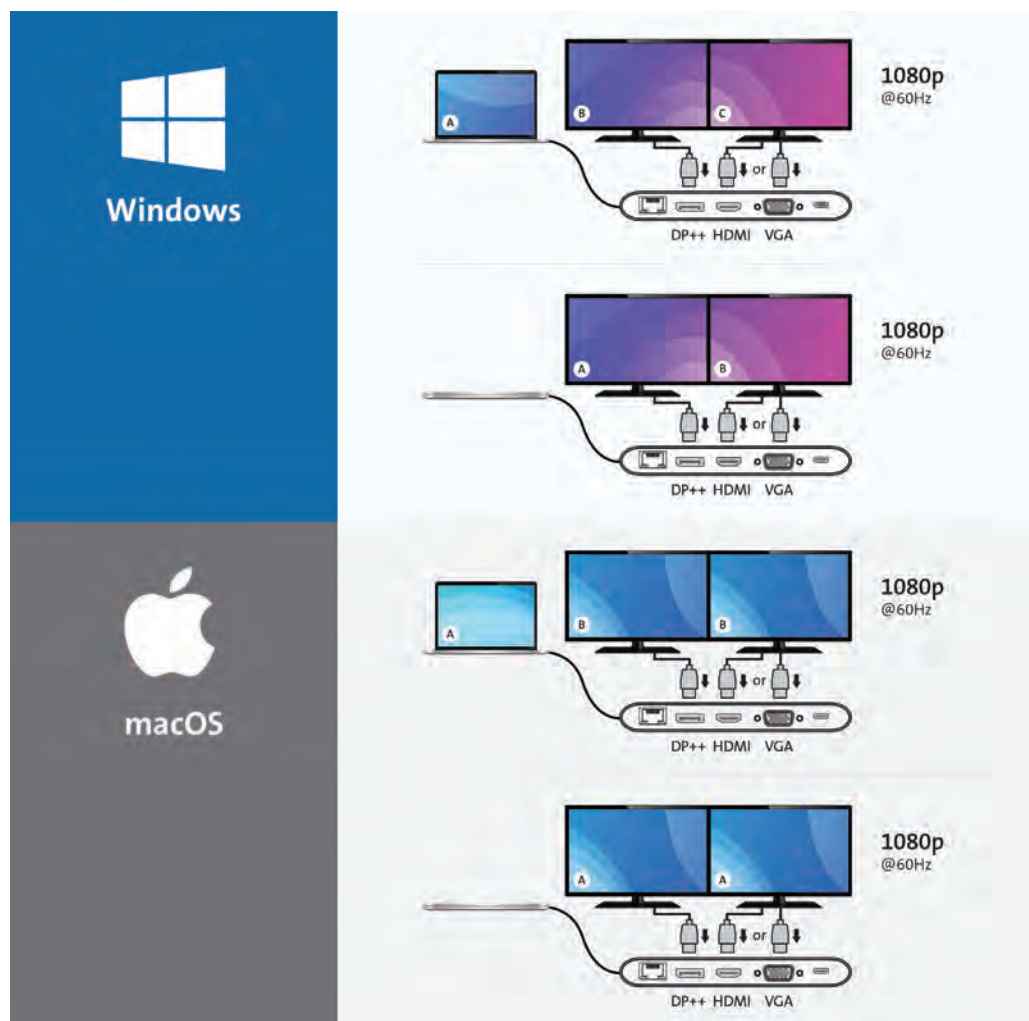 Windows
A
B
C
1080p
@60Hz
or
DP++ HDMI VGA
A
B
1080p
@60Hz
or
DP++ HDMI VGA
macOS
A
B
B
1080p
@60Hz
or
DP++ HDMI VGA
A
A
1080p
@60Hz
or
DP++ HDMI VGA